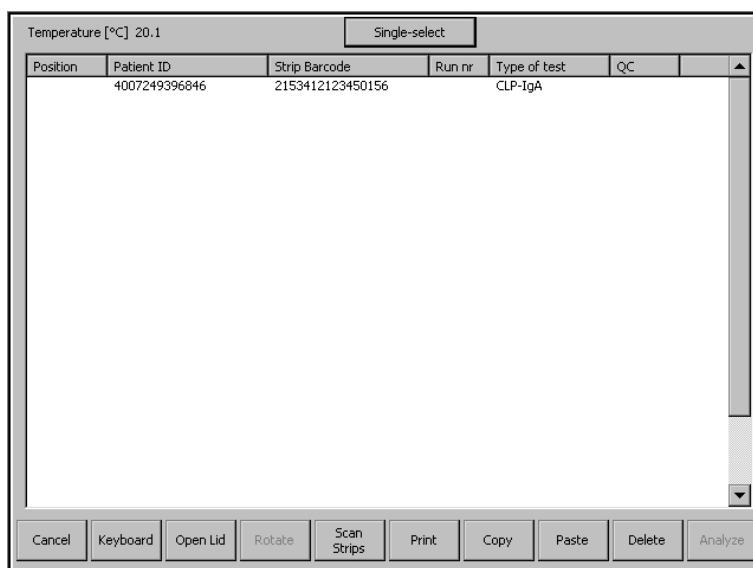 Temperature [°C] 20.1 Single-select
Position Patient ID Strip Barcode Run nr Type of test QC
4007249396846 2153412123450156 CLP-IgA
Cancel Keyboard Open Lid Rotate Scan Strips Print Copy Paste Delete Analyze